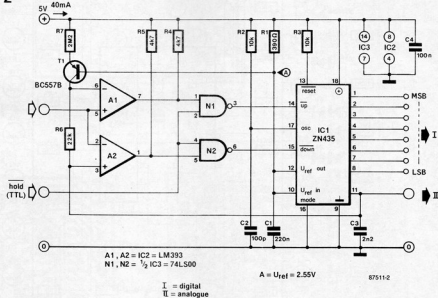 2
5V
40mA
R7
2M2
T1
BC557B
R5
4k7
R4
4k7
R2
10k
R1
390Ω
R3
10k
A
14
IC3
7
8
IC2
4
C4
100n
6
5
A1
7
R6
22k
2
3
A2
1
1
2
N1
3
4
5
N2
6
hold
(TTL)
13
18
reset
14
up
IC1
ZN435
17
osc
15
down
12
Uref out
10
Uref in
mode
16
9
1
2
3
4
5
6
7
8
11
MSB
LSB
I
II
C2
100p
C1
220n
C3
2n2
0
0
A1, A2 = IC2 = LM393
N1, N2 = ½ IC3 = 74LS00
A = Uref = 2.55V
87511-2
I = digital
II = analogue